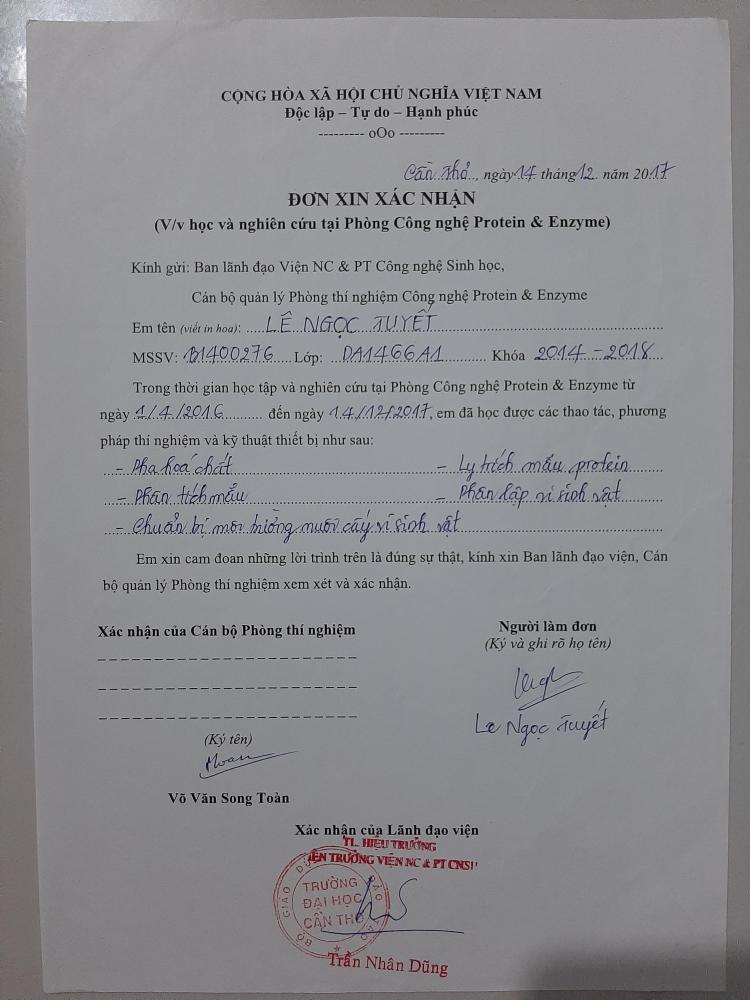 CỘNG HÒA XÃ HỘI CHỦ NGHĨA VIỆT NAM
Độc lập – Tự do – Hạnh phúc
--------- oOo ---------
Cần Thơ, ngày 14 tháng 12. năm 2017
ĐƠN XIN XÁC NHẬN
(V/v học và nghiên cứu tại Phòng Công nghệ Protein & Enzyme)
Kính gửi: Ban lãnh đạo Viện NC & PT Công nghệ Sinh học,
Cán bộ quản lý Phòng thí nghiệm Công nghệ Protein & Enzyme
Em tên (viết in hoa): LÊ NGỌC TUYẾT
MSSV: B1400276 Lớp: DA1466A1 Khóa 2014 - 2018
Trong thời gian học tập và nghiên cứu tại Phòng Công nghệ Protein & Enzyme từ
ngày 1/4/2016 đến ngày 14/12/2017, em đã học được các thao tác, phương
pháp thí nghiệm và kỹ thuật thiết bị như sau:
- Pha hoá chất - Ly trích mẫu protein
- Phân tích mẫu - Phân lập vi sinh vật
- Chuẩn bị môi trường nuôi cấy vi sinh vật
Em xin cam đoan những lời trình trên là đúng sự thật, kính xin Ban lãnh đạo viện, Cán
bộ quản lý Phòng thí nghiệm xem xét và xác nhận.
Xác nhận của Cán bộ Phòng thí nghiệm
Người làm đơn
(Ký và ghi rõ họ tên)
Lê Ngọc Tuyết
(Ký tên)
Võ Văn Song Toàn
Xác nhận của Lãnh đạo viện
TL. HIỆU TRƯỞNG
VIỆN TRƯỞNG VIỆN NC & PT CNSH
BỘ GIÁO DỤC VÀ ĐÀO TẠO
TRƯỜNG
ĐẠI HỌC
CẦN THƠ
Trần Nhân Dũng